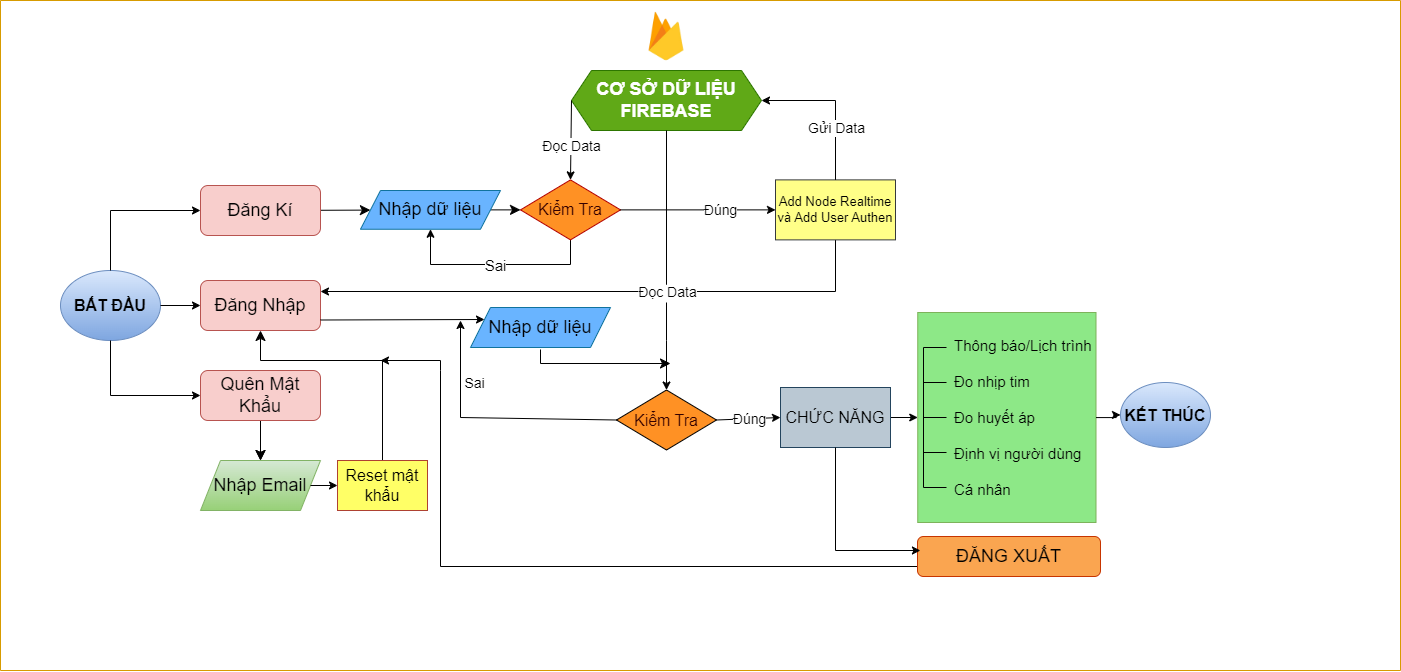 CƠ SỞ DỮ LIỆU
FIREBASE
Gửi Data
Đọc Data
Đăng Kí
Nhập dữ liệu
Kiểm Tra
Đúng
Add Node Realtime
và Add User Authen
Sai
BẮT ĐẦU
Đăng Nhập
Đọc Data
Nhập dữ liệu
Thông báo/Lịch trình
Quên Mật
Khẩu
Sai
Đo nhịp tim
Kiểm Tra
Đúng
CHỨC NĂNG
Đo huyết áp
KẾT THÚC
Định vị người dùng
Nhập Email
Reset mật
khẩu
Cá nhân
ĐĂNG XUẤT